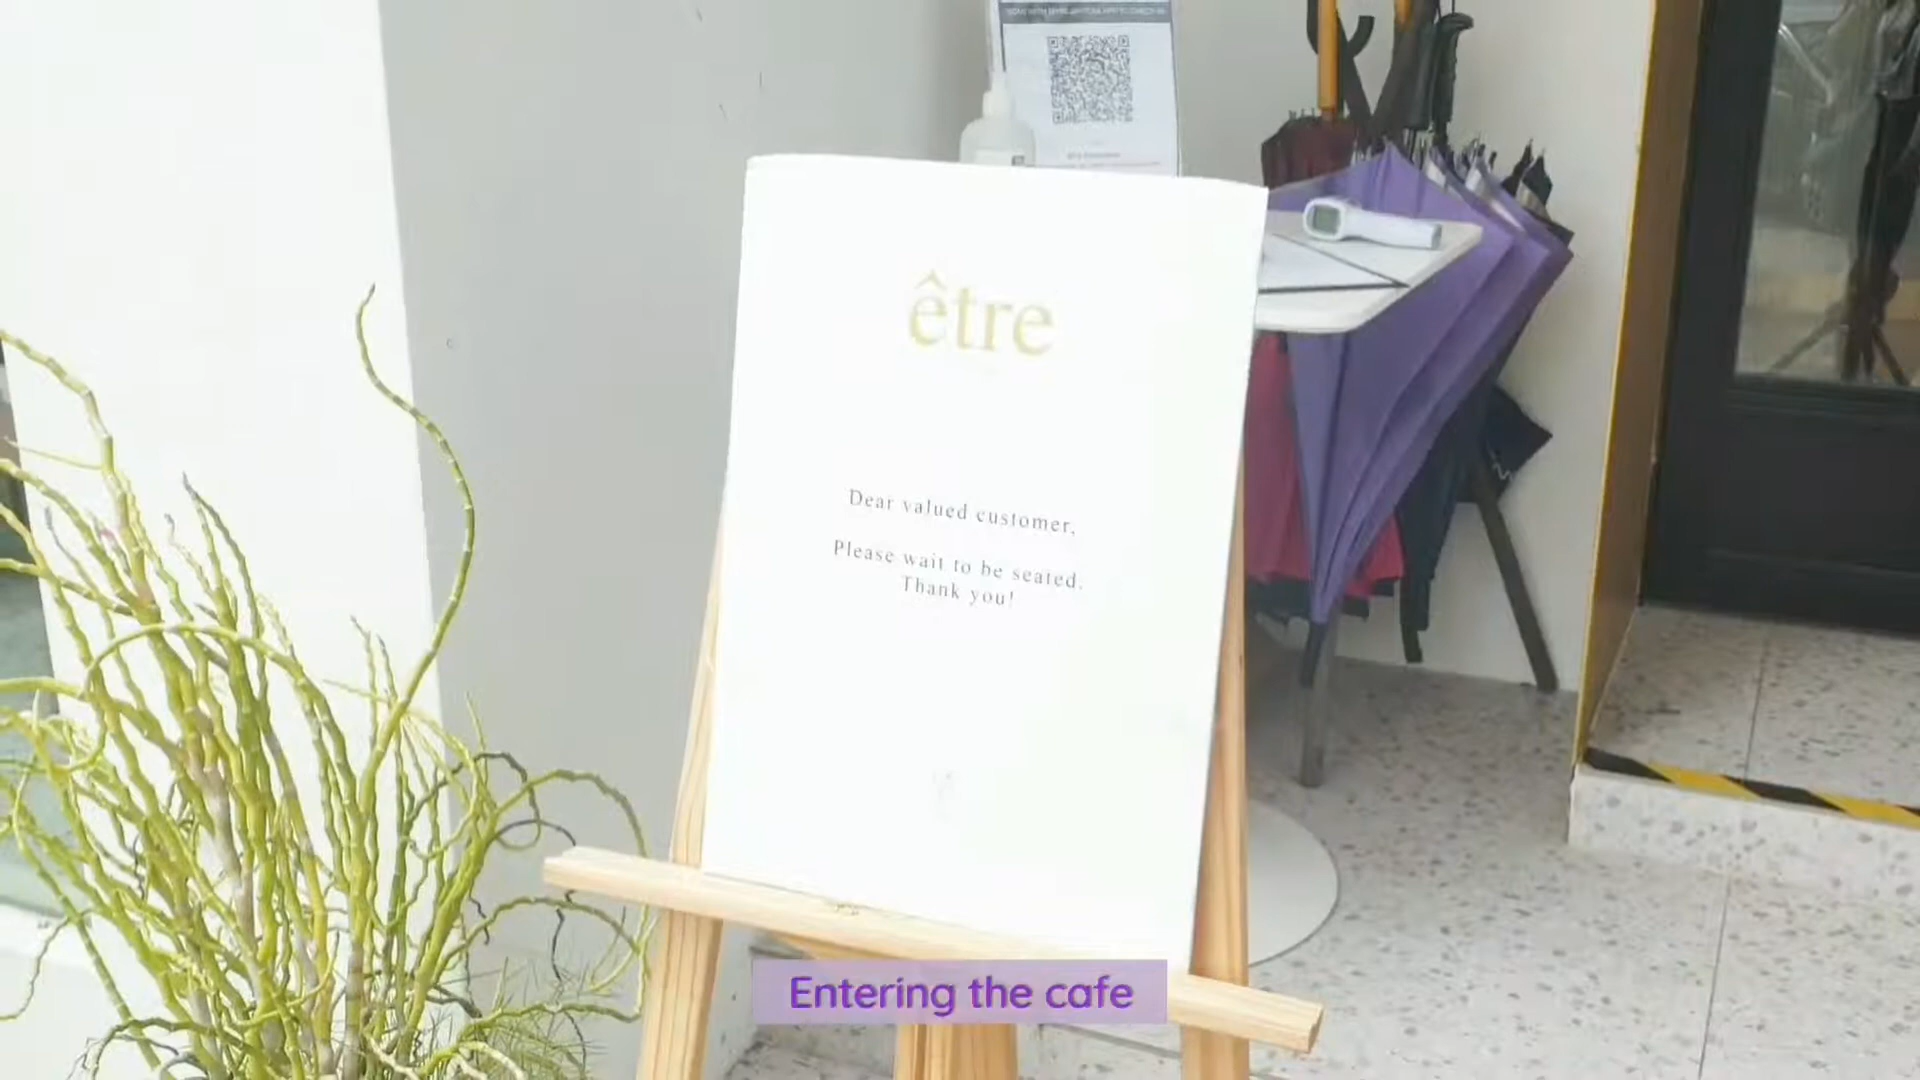 être
Dear valued customer,
Please wait to be seated.
Thank you!
Entering the cafe